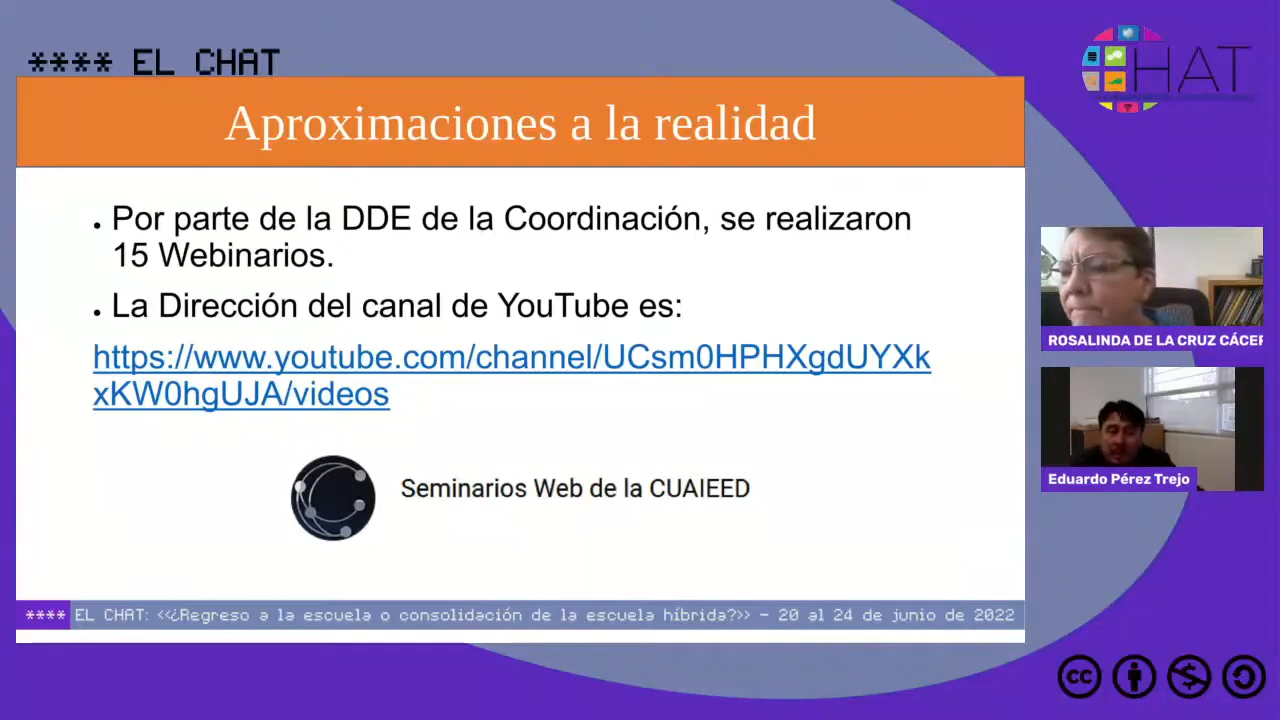 **** EL CHAT
HAT
Aproximaciones a la realidad
Por parte de la DDE de la Coordinación, se realizaron
15 Webinarios.
La Dirección del canal de YouTube es:
https://www.youtube.com/channel/UCsm0HPHXgdUYXk
xKW0hgUJA/videos
Seminarios Web de la CUAIEED
ROSALINDA DE LA CRUZ CÁCER
Eduardo Pérez Trejo
**** EL CHAT: <<¿Regreso a la escuela o consolidación de la escuela híbrida?>> - 20 al 24 de junio de 2022
cc